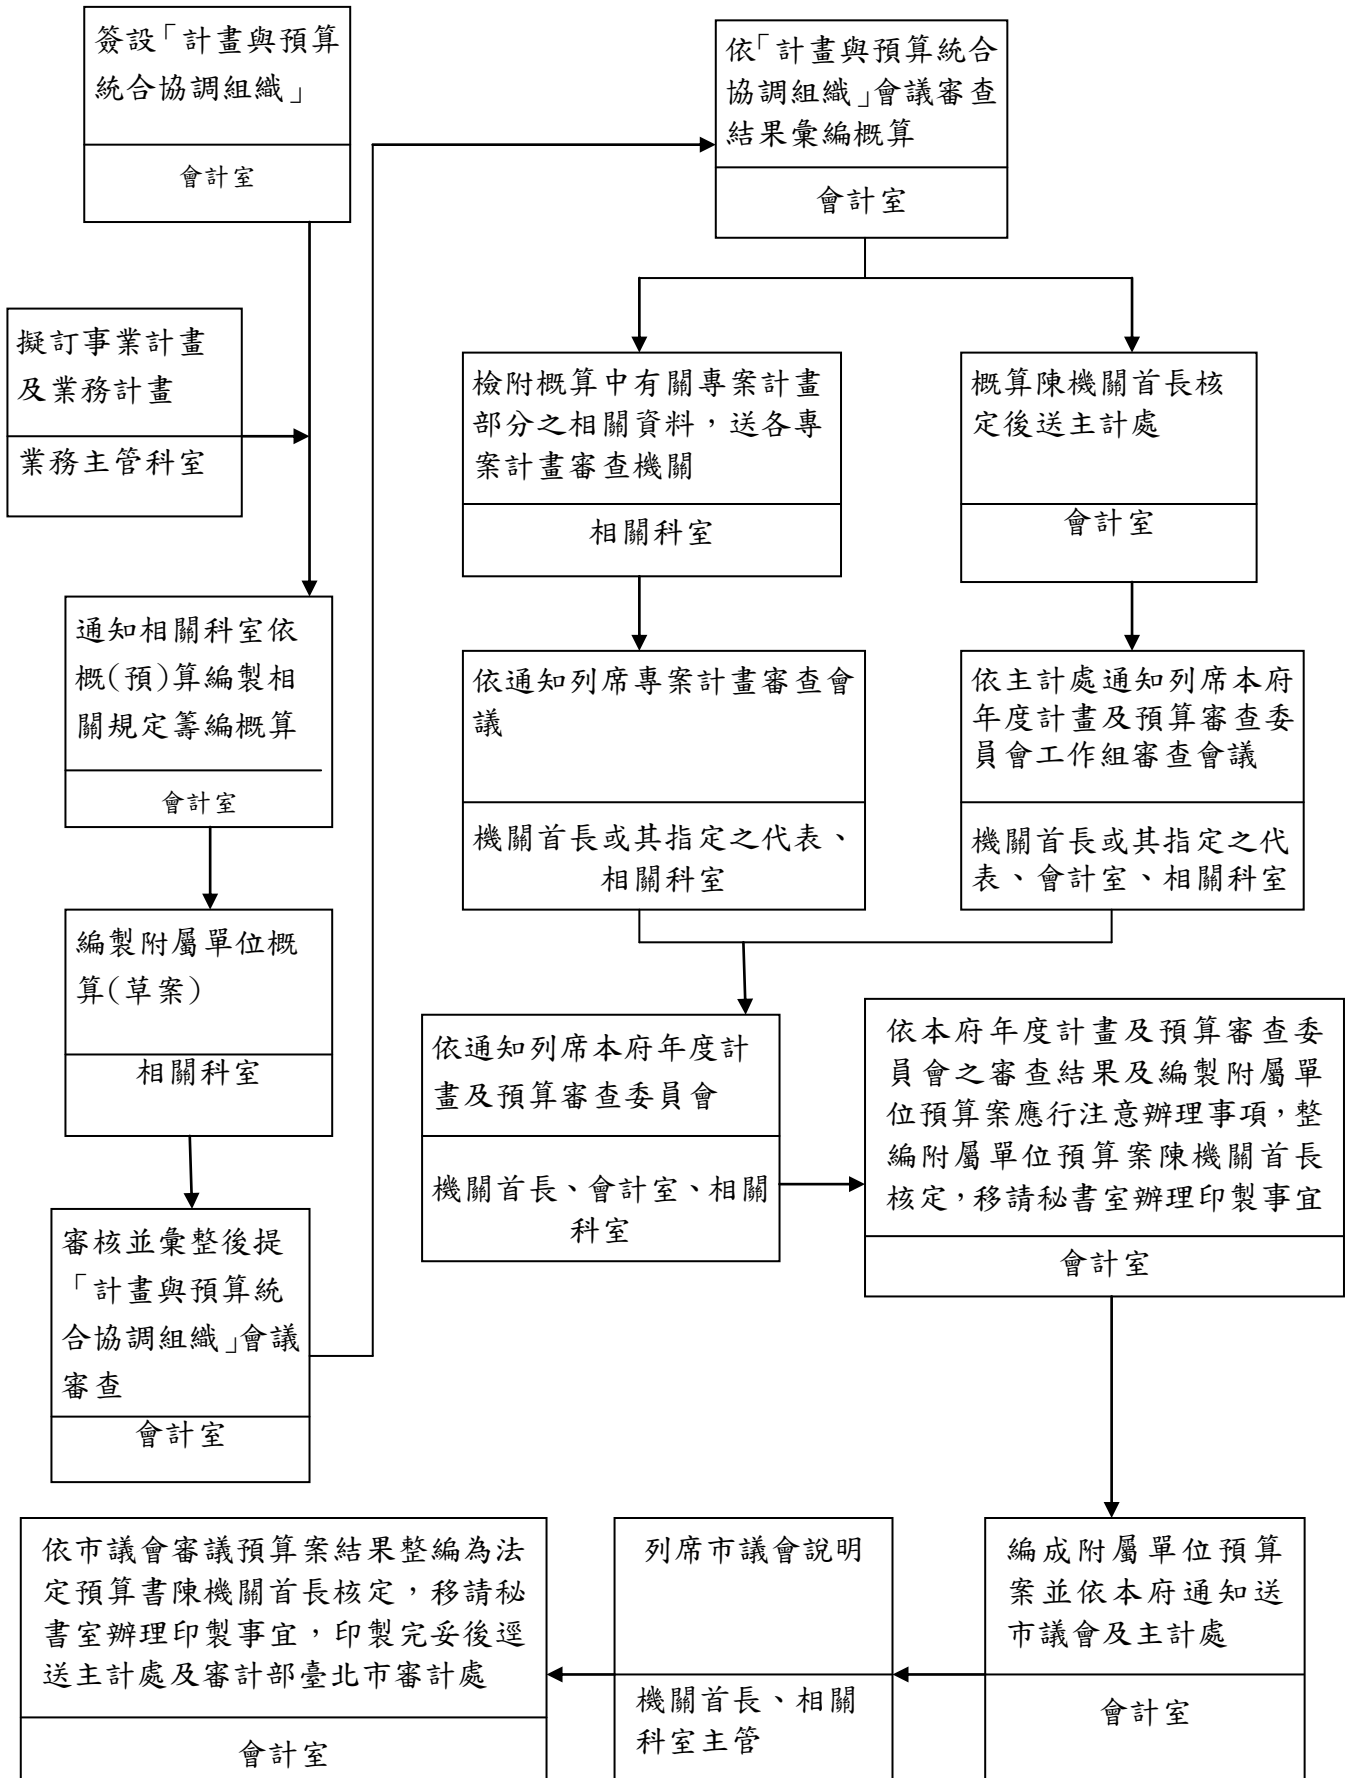 簽設「計畫與預算
統合協調組織」
會計室
擬訂事業計畫
及業務計畫
業務主管科室
通知相關科室依
概(預)算編製相
關規定籌編概算
會計室
編製附屬單位概
算(草案)
相關科室
審核並彙整後提
「計畫與預算統
合協調組織」會議
審查
會計室
依「計畫與預算統合
協調組織」會議審查
結果彙編概算
會計室
檢附概算中有關專案計畫
部分之相關資料，送各專
案計畫審查機關
相關科室
概算陳機關首長核
定後送主計處
會計室
依通知列席專案計畫審查會
議
機關首長或其指定之代表、
相關科室
依主計處通知列席本府
年度計畫及預算審查委
員會工作組審查會議
機關首長或其指定之代
表、會計室、相關科室
依通知列席本府年度計
畫及預算審查委員會
機關首長、會計室、相關
科室
依本府年度計畫及預算審查委
員會之審查結果及編製附屬單
位預算案應行注意辦理事項，整
編附屬單位預算案陳機關首長
核定，移請秘書室辦理印製事宜
會計室
編成附屬單位預算
案並依本府通知送
市議會及主計處
會計室
列席市議會說明
機關首長、相關
科室主管
依市議會審議預算案結果整編為法
定預算書陳機關首長核定，移請秘
書室辦理印製事宜，印製完妥後逕
送主計處及審計部臺北市審計處
會計室